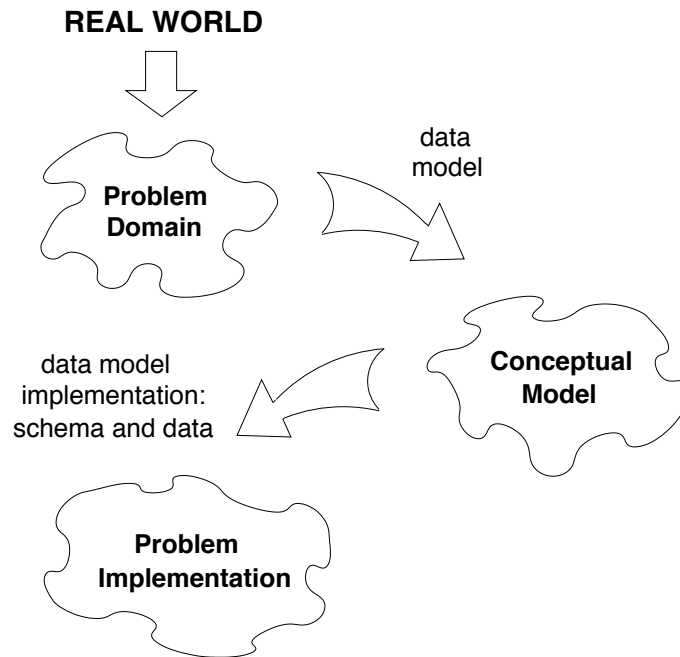 REAL WORLD
data
model
Problem
Domain
Conceptual
Model
data model
implementation:
schema and data
Problem
Implementation